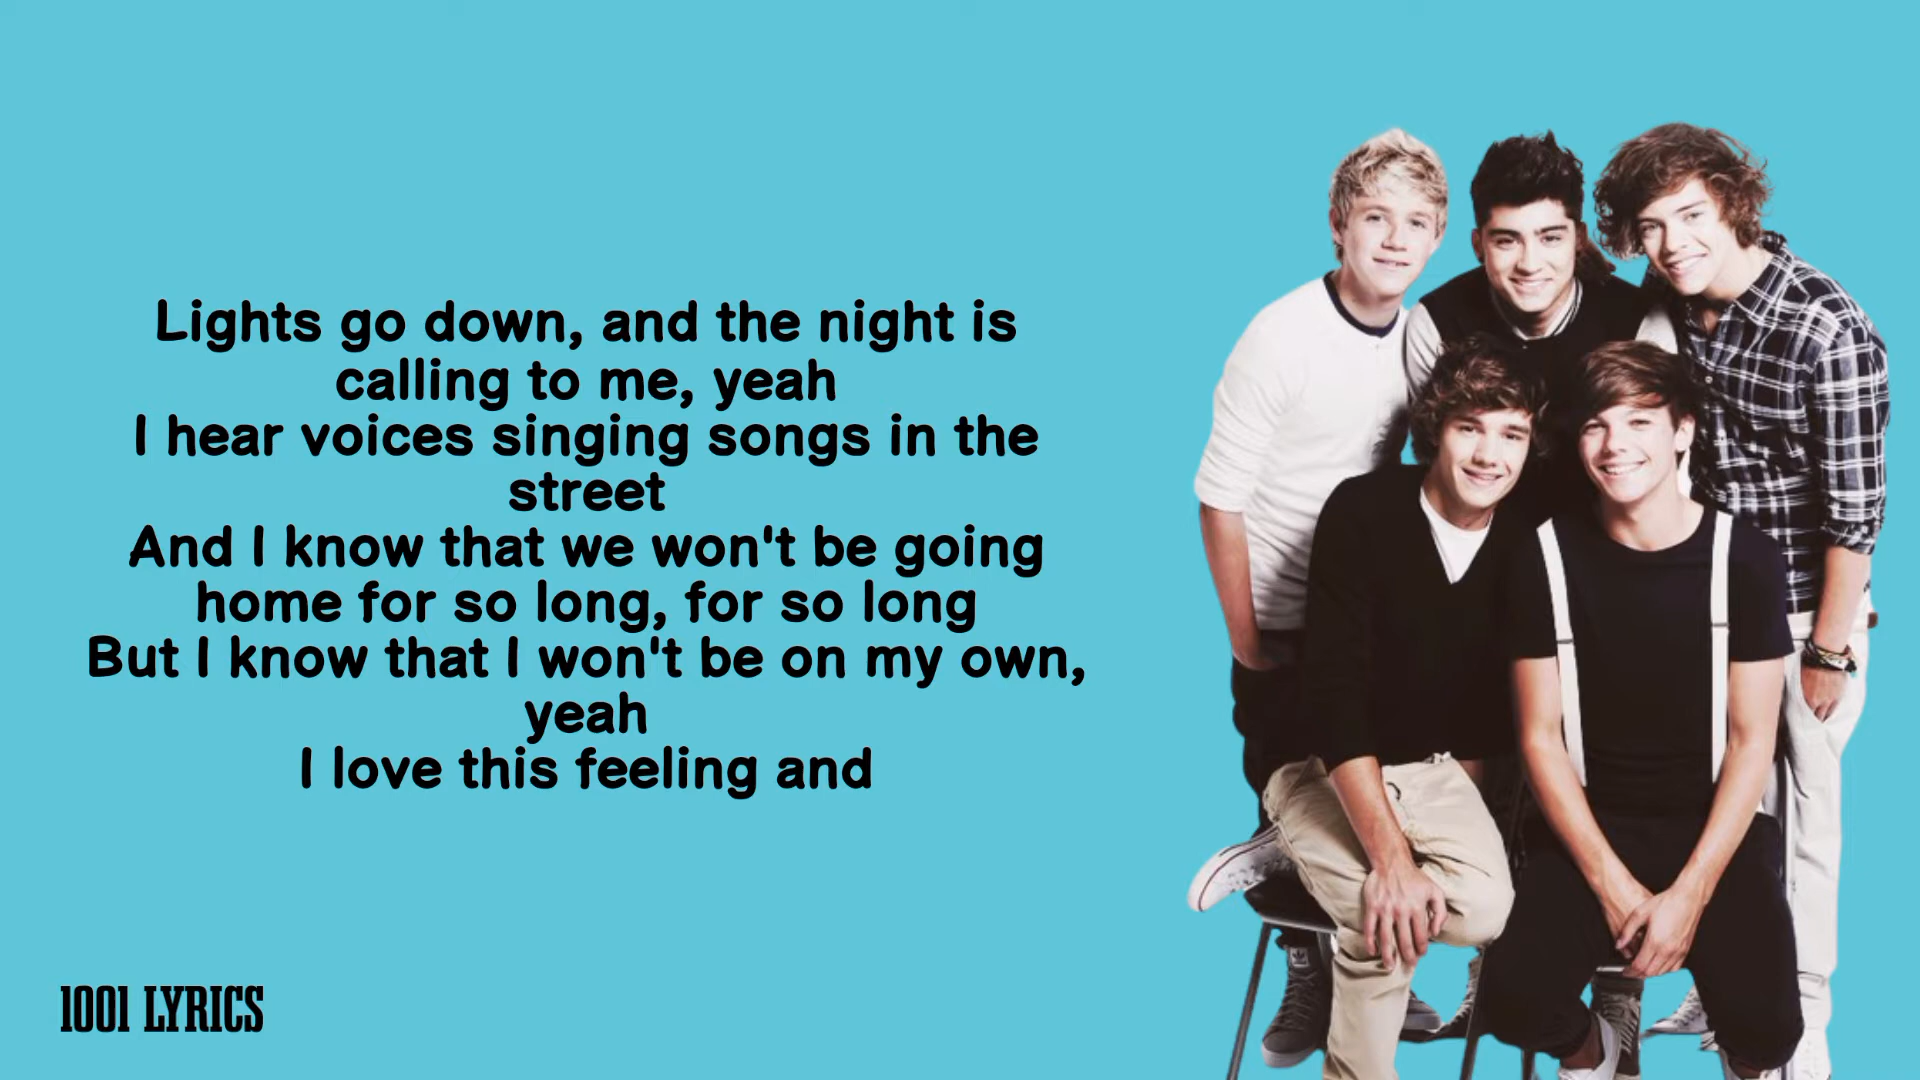 Lights go down, and the night is
calling to me, yeah
I hear voices singing songs in the
street
And I know that we won't be going
home for so long, for so long
But I know that I won't be on my own,
yeah
I love this feeling and
1001 LYRICS